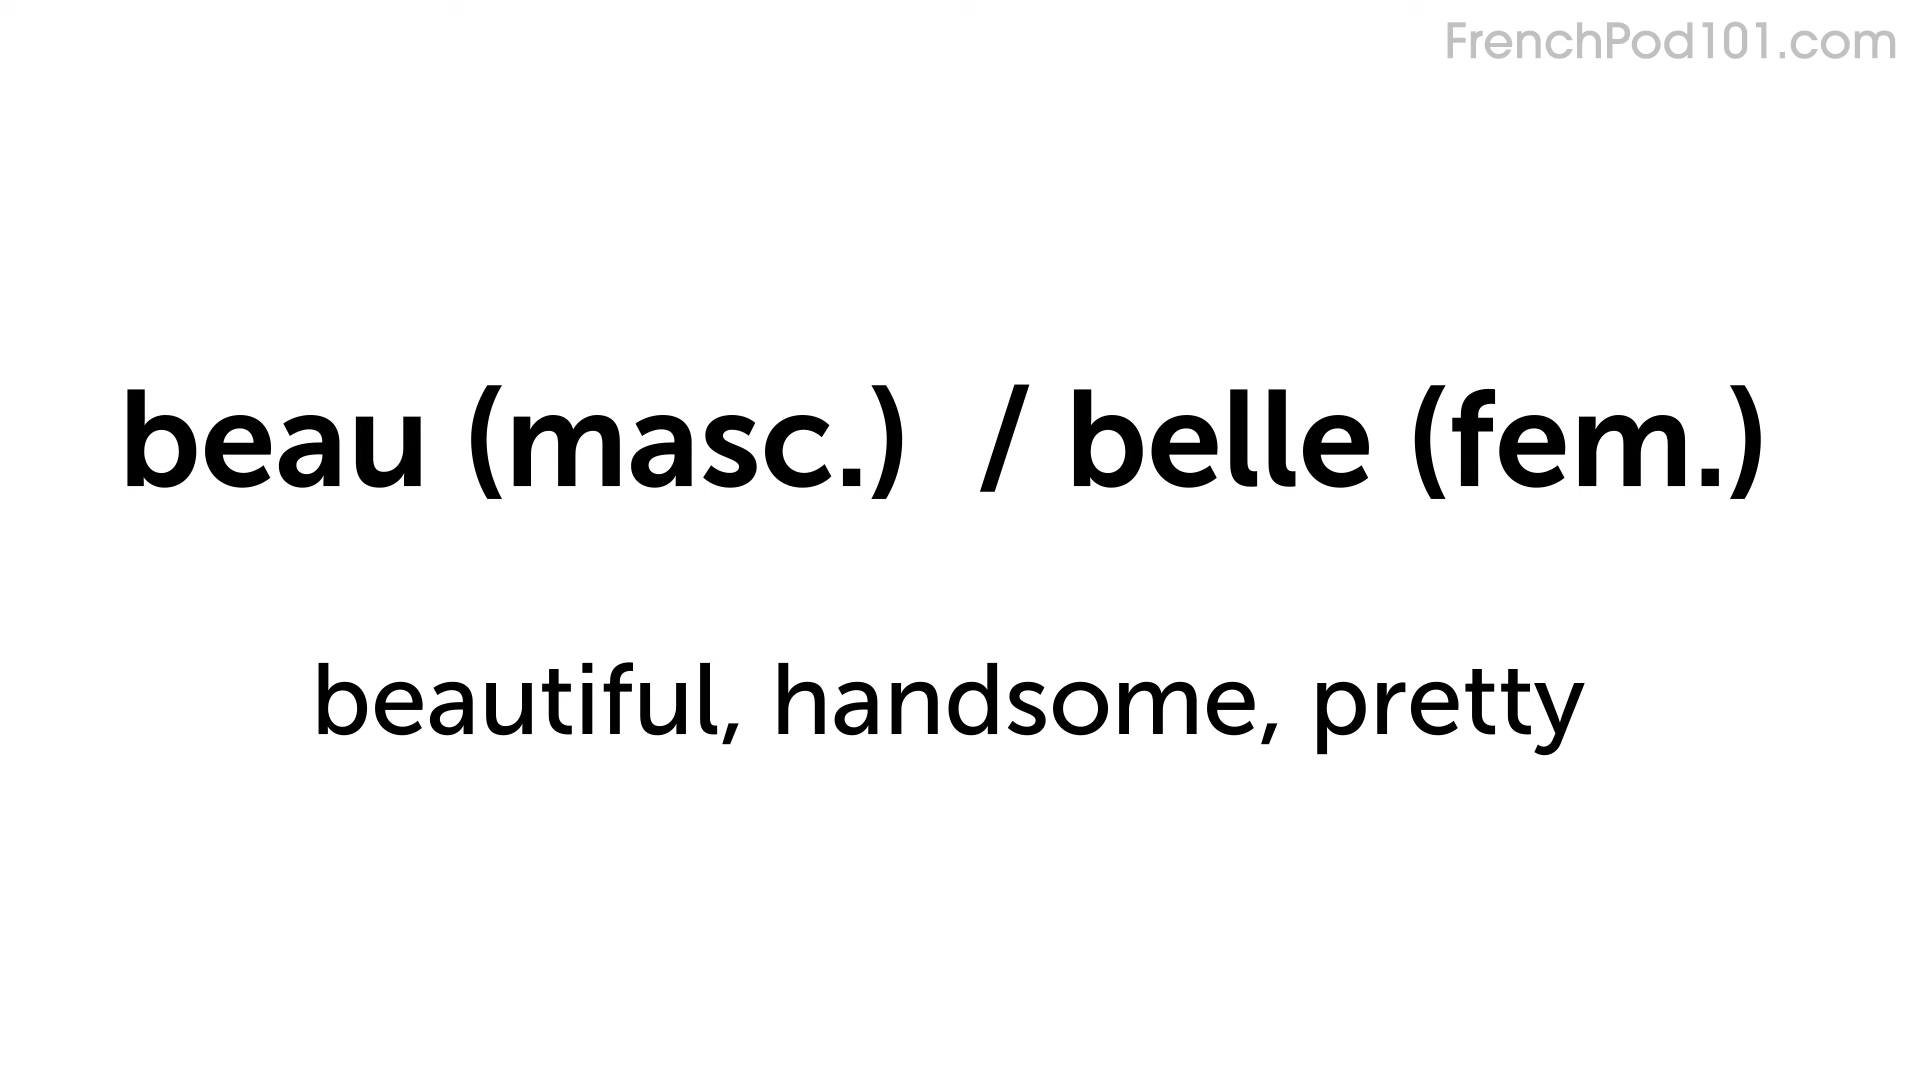 FrenchPod101.com
beau (masc.) / belle (fem.)
beautiful, handsome, pretty